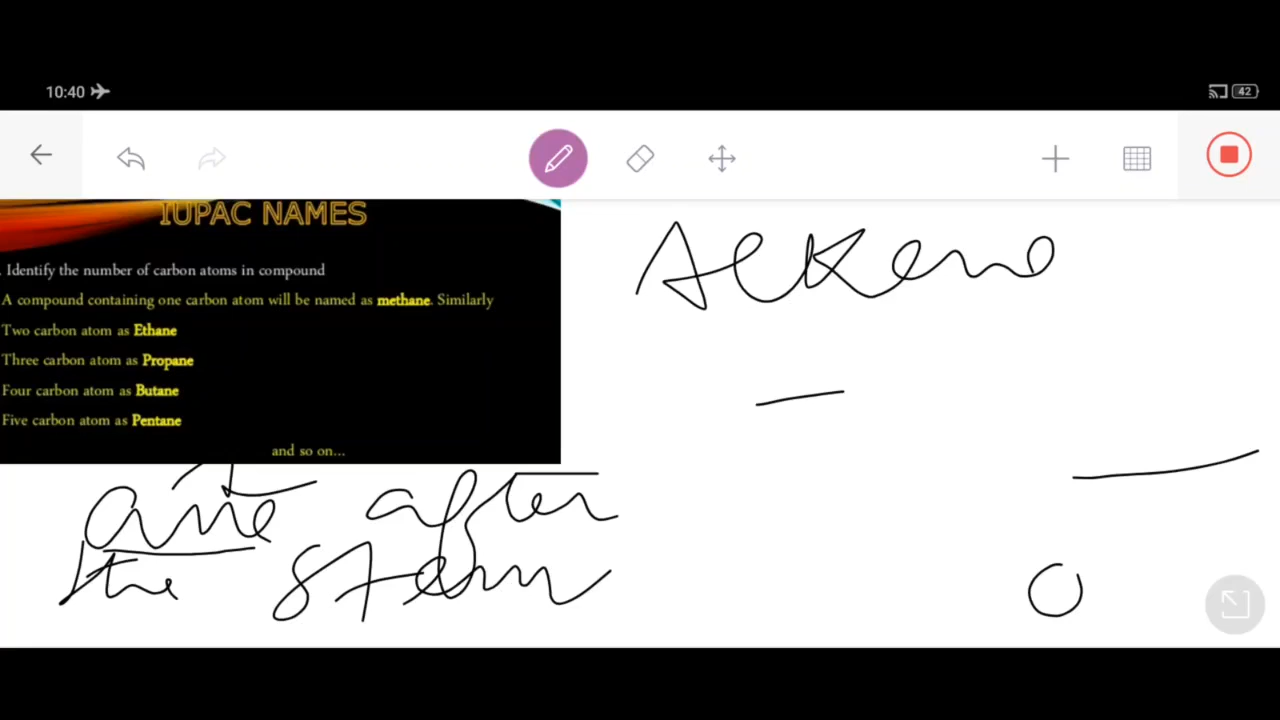 10:40
42
IUPAC NAMES
. Identify the number of carbon atoms in compound
A compound containing one carbon atom will be named as methane. Similarly
Two carbon atom as Ethane
Three carbon atom as Propane
Four carbon atom as Butane
Five carbon atom as Pentane
and so on...
Alkene
ane after
the stem